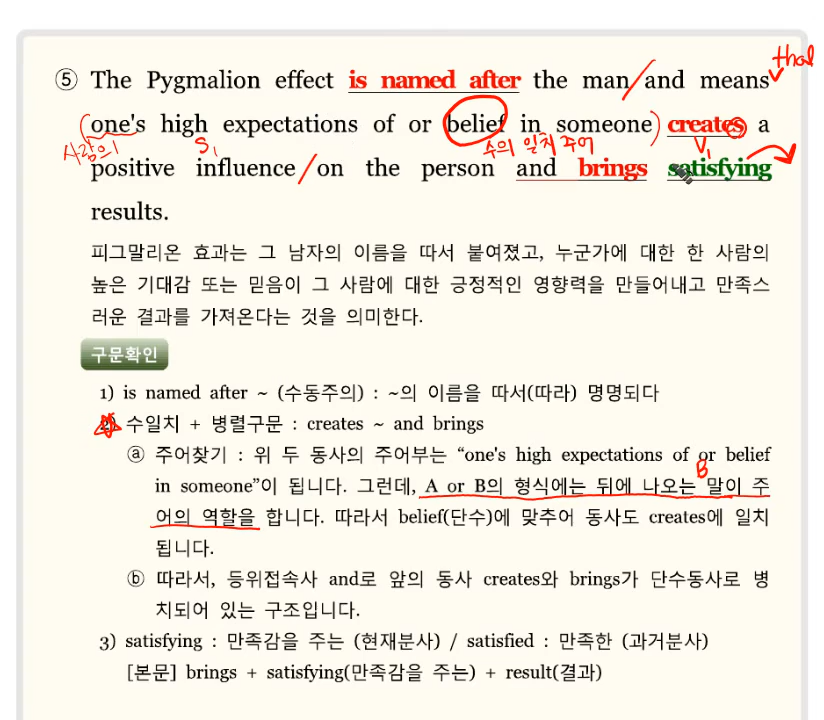 that
⑤ The Pygmalion effect is named after the man/and means
(one's high expectations of or belief in someone) creates a
사람의 S₁ 수의 일치 주어 V₁
positive influence/on the person and brings satisfying
results.
피그말리온 효과는 그 남자의 이름을 따서 붙여졌고, 누군가에 대한 한 사람의
높은 기대감 또는 믿음이 그 사람에 대한 긍정적인 영향력을 만들어내고 만족스
러운 결과를 가져온다는 것을 의미한다.
구문확인
1) is named after ~ (수동주의) : ~의 이름을 따서(따라) 명명되다
2) 수일치 + 병렬구문 : creates ~ and brings
ⓐ 주어찾기 : 위 두 동사의 주어부는 “one's high expectations of or belief
B
in someone”이 됩니다. 그런데, A or B의 형식에는 뒤에 나오는 말이 주
어의 역할을 합니다. 따라서 belief(단수)에 맞추어 동사도 creates에 일치
됩니다.
ⓑ 따라서, 등위접속사 and로 앞의 동사 creates와 brings가 단수동사로 병
치되어 있는 구조입니다.
3) satisfying : 만족감을 주는 (현재분사) / satisfied : 만족한 (과거분사)
[본문] brings + satisfying(만족감을 주는) + result(결과)